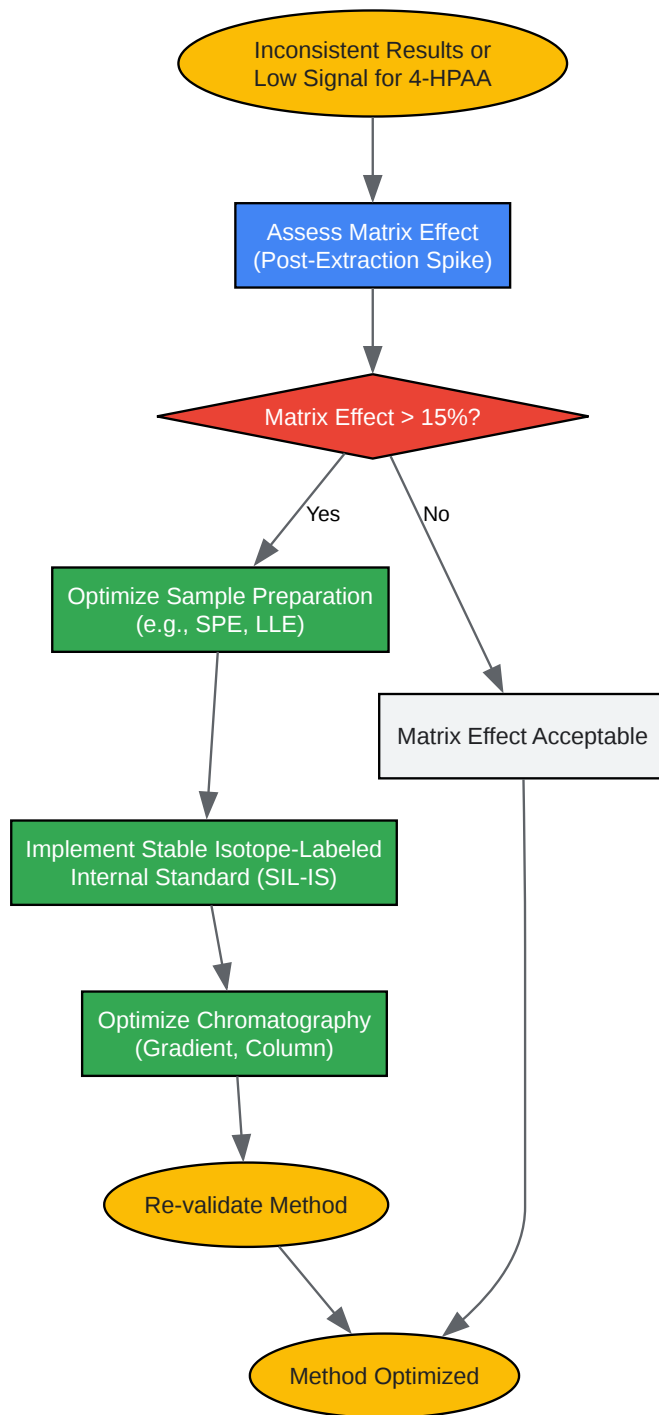 Inconsistent Results or
Low Signal for 4-HPAA
Assess Matrix Effect
(Post-Extraction Spike)
Matrix Effect > 15%?
Yes
No
Optimize Sample Preparation
(e.g., SPE, LLE)
Matrix Effect Acceptable
Implement Stable Isotope-Labeled
Internal Standard (SIL-IS)
Optimize Chromatography
(Gradient, Column)
Re-validate Method
Method Optimized